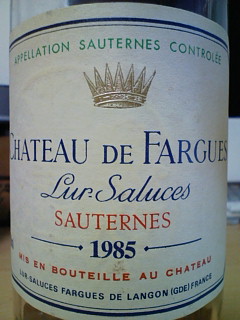 APPELLATION SAUTERNES CONTROLÉE
CHATEAU DE FARGUES
Lur-Saluces
SAUTERNES
1985
MIS EN BOUTEILLE AU CHATEAU
LUR-SALUCES FARGUES DE LANGON (GDE) FRANCE